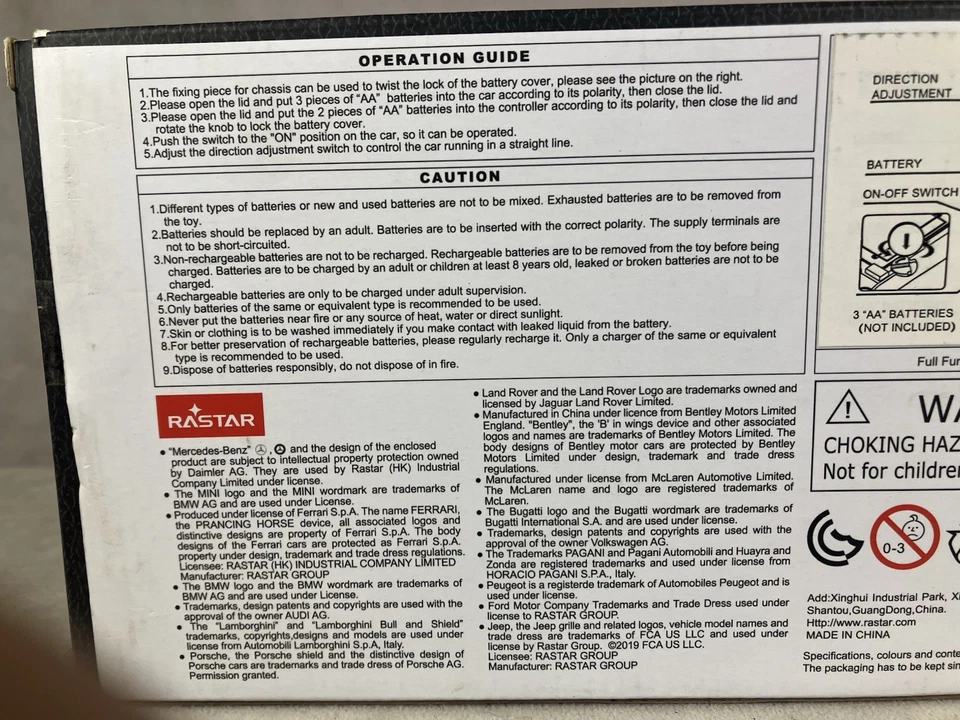 OPERATION GUIDE
1.The fixing piece for chassis can be used to twist the lock of the battery cover, please see the picture on the right.
2.Please open the lid and put 3 pieces of "AA" batteries into the car according to its polarity, then close the lid.
3.Please open the lid and put the 2 pieces of "AA" batteries into the controller according to its polarity, then close the lid and
rotate the knob to lock the battery cover.
4.Push the switch to the "ON" position on the car, so it can be operated.
5.Adjust the direction adjustment switch to control the car running in a straight line.
CAUTION
1.Different types of batteries or new and used batteries are not to be mixed. Exhausted batteries are to be removed from
the toy.
2.Batteries should be replaced by an adult. Batteries are to be inserted with the correct polarity. The supply terminals are
not to be short-circuited.
3.Non-rechargeable batteries are not to be recharged. Rechargeable batteries are to be removed from the toy before being
charged. Batteries are to be charged by an adult or children at least 8 years old, leaked or broken batteries are not to be
charged.
4.Rechargeable batteries are only to be charged under adult supervision.
5.Only batteries of the same or equivalent type is recommended to be used.
6.Never put the batteries near fire or any source of heat, water or direct sunlight.
7.Skin or clothing is to be washed immediately if you make contact with leaked liquid from the battery.
8.For better preservation of rechargeable batteries, please regularly recharge it. Only a charger of the same or equivalent
type is recommended to be used.
9.Dispose of batteries responsibly, do not dispose of in fire.
RASTAR
● "Mercedes-Benz" , and the design of the enclosed
product are subject to intellectual property protection owned
by Daimler AG. They are used by Rastar (HK) Industrial
Company Limited under license.
● The MINI logo and the MINI wordmark are trademarks of
BMW AG and are used under License.
● Produced under license of Ferrari S.p.A. The name FERRARI,
the PRANCING HORSE device, all associated logos and
distinctive designs are property of Ferrari S.p.A. The body
designs of the Ferrari cars are protected as Ferrari S.p.A.
property under design, trademark and trade dress regulations.
Licensee: RASTAR (HK) INDUSTRIAL COMPANY LIMITED
Manufacturer: RASTAR GROUP
● The BMW logo and the BMW wordmark are trademarks of
BMW AG and are used under License.
● Trademarks, design patents and copyrights are used with the
approval of the owner AUDI AG.
● The "Lamborghini" and "Lamborghini Bull and Shield"
trademarks, copyrights,designs and models are used under
license from Automobili Lamborghini S.p.A, Italy.
● Porsche, the Porsche shield and the distinctive design of
Porsche cars are trademarks and trade dress of Porsche AG.
Permission granted.
● Land Rover and the Land Rover Logo are trademarks owned and
licensed by Jaguar Land Rover Limited.
● Manufactured in China under licence from Bentley Motors Limited
England. "Bentley", the 'B' in wings device and other associated
logos and names are trademarks of Bentley Motors Limited. The
body designs of Bentley motor cars are protected by Bentley
Motors Limited under design, trademark and trade dress
regulations.
● Manufactured under license from McLaren Automotive Limited.
The McLaren name and logo are registered trademarks of
McLaren.
● The Bugatti logo and the Bugatti wordmark are trademarks of
Bugatti International S.A. and are used under license.
● Trademarks, design patents and copyrights are used with the
approval of the owner Volkswagen AG.
● The Trademarks PAGANI and Pagani Automobili and Huayra and
Zonda are registered trademarks and used under license from
HORACIO PAGANI S.P.A., Italy.
● Peugeot is a registerde trademark of Automobiles Peugeot and is
used under license.
● Ford Motor Company Trademarks and Trade Dress used under
license to RASTAR GROUP.
● Jeep, the Jeep grille and related logos, vehicle model names and
trade dress are trademarks of FCA US LLC and used under
license by Rastar Group. ©2019 FCA US LLC.
Licensee: RASTAR GROUP
Manufacturer: RASTAR GROUP
DIRECTION
ADJUSTMENT
BATTERY
ON-OFF SWITCH
3 "AA" BATTERIES
(NOT INCLUDED)
Full Fu
WA
CHOKING HAZ
Not for childre
0-3
Add:Xinghui Industrial Park, Xi
Shantou,GuangDong,China.
Http://www.rastar.com
MADE IN CHINA
Specifications, colours and conte
The packaging has to be kept sin